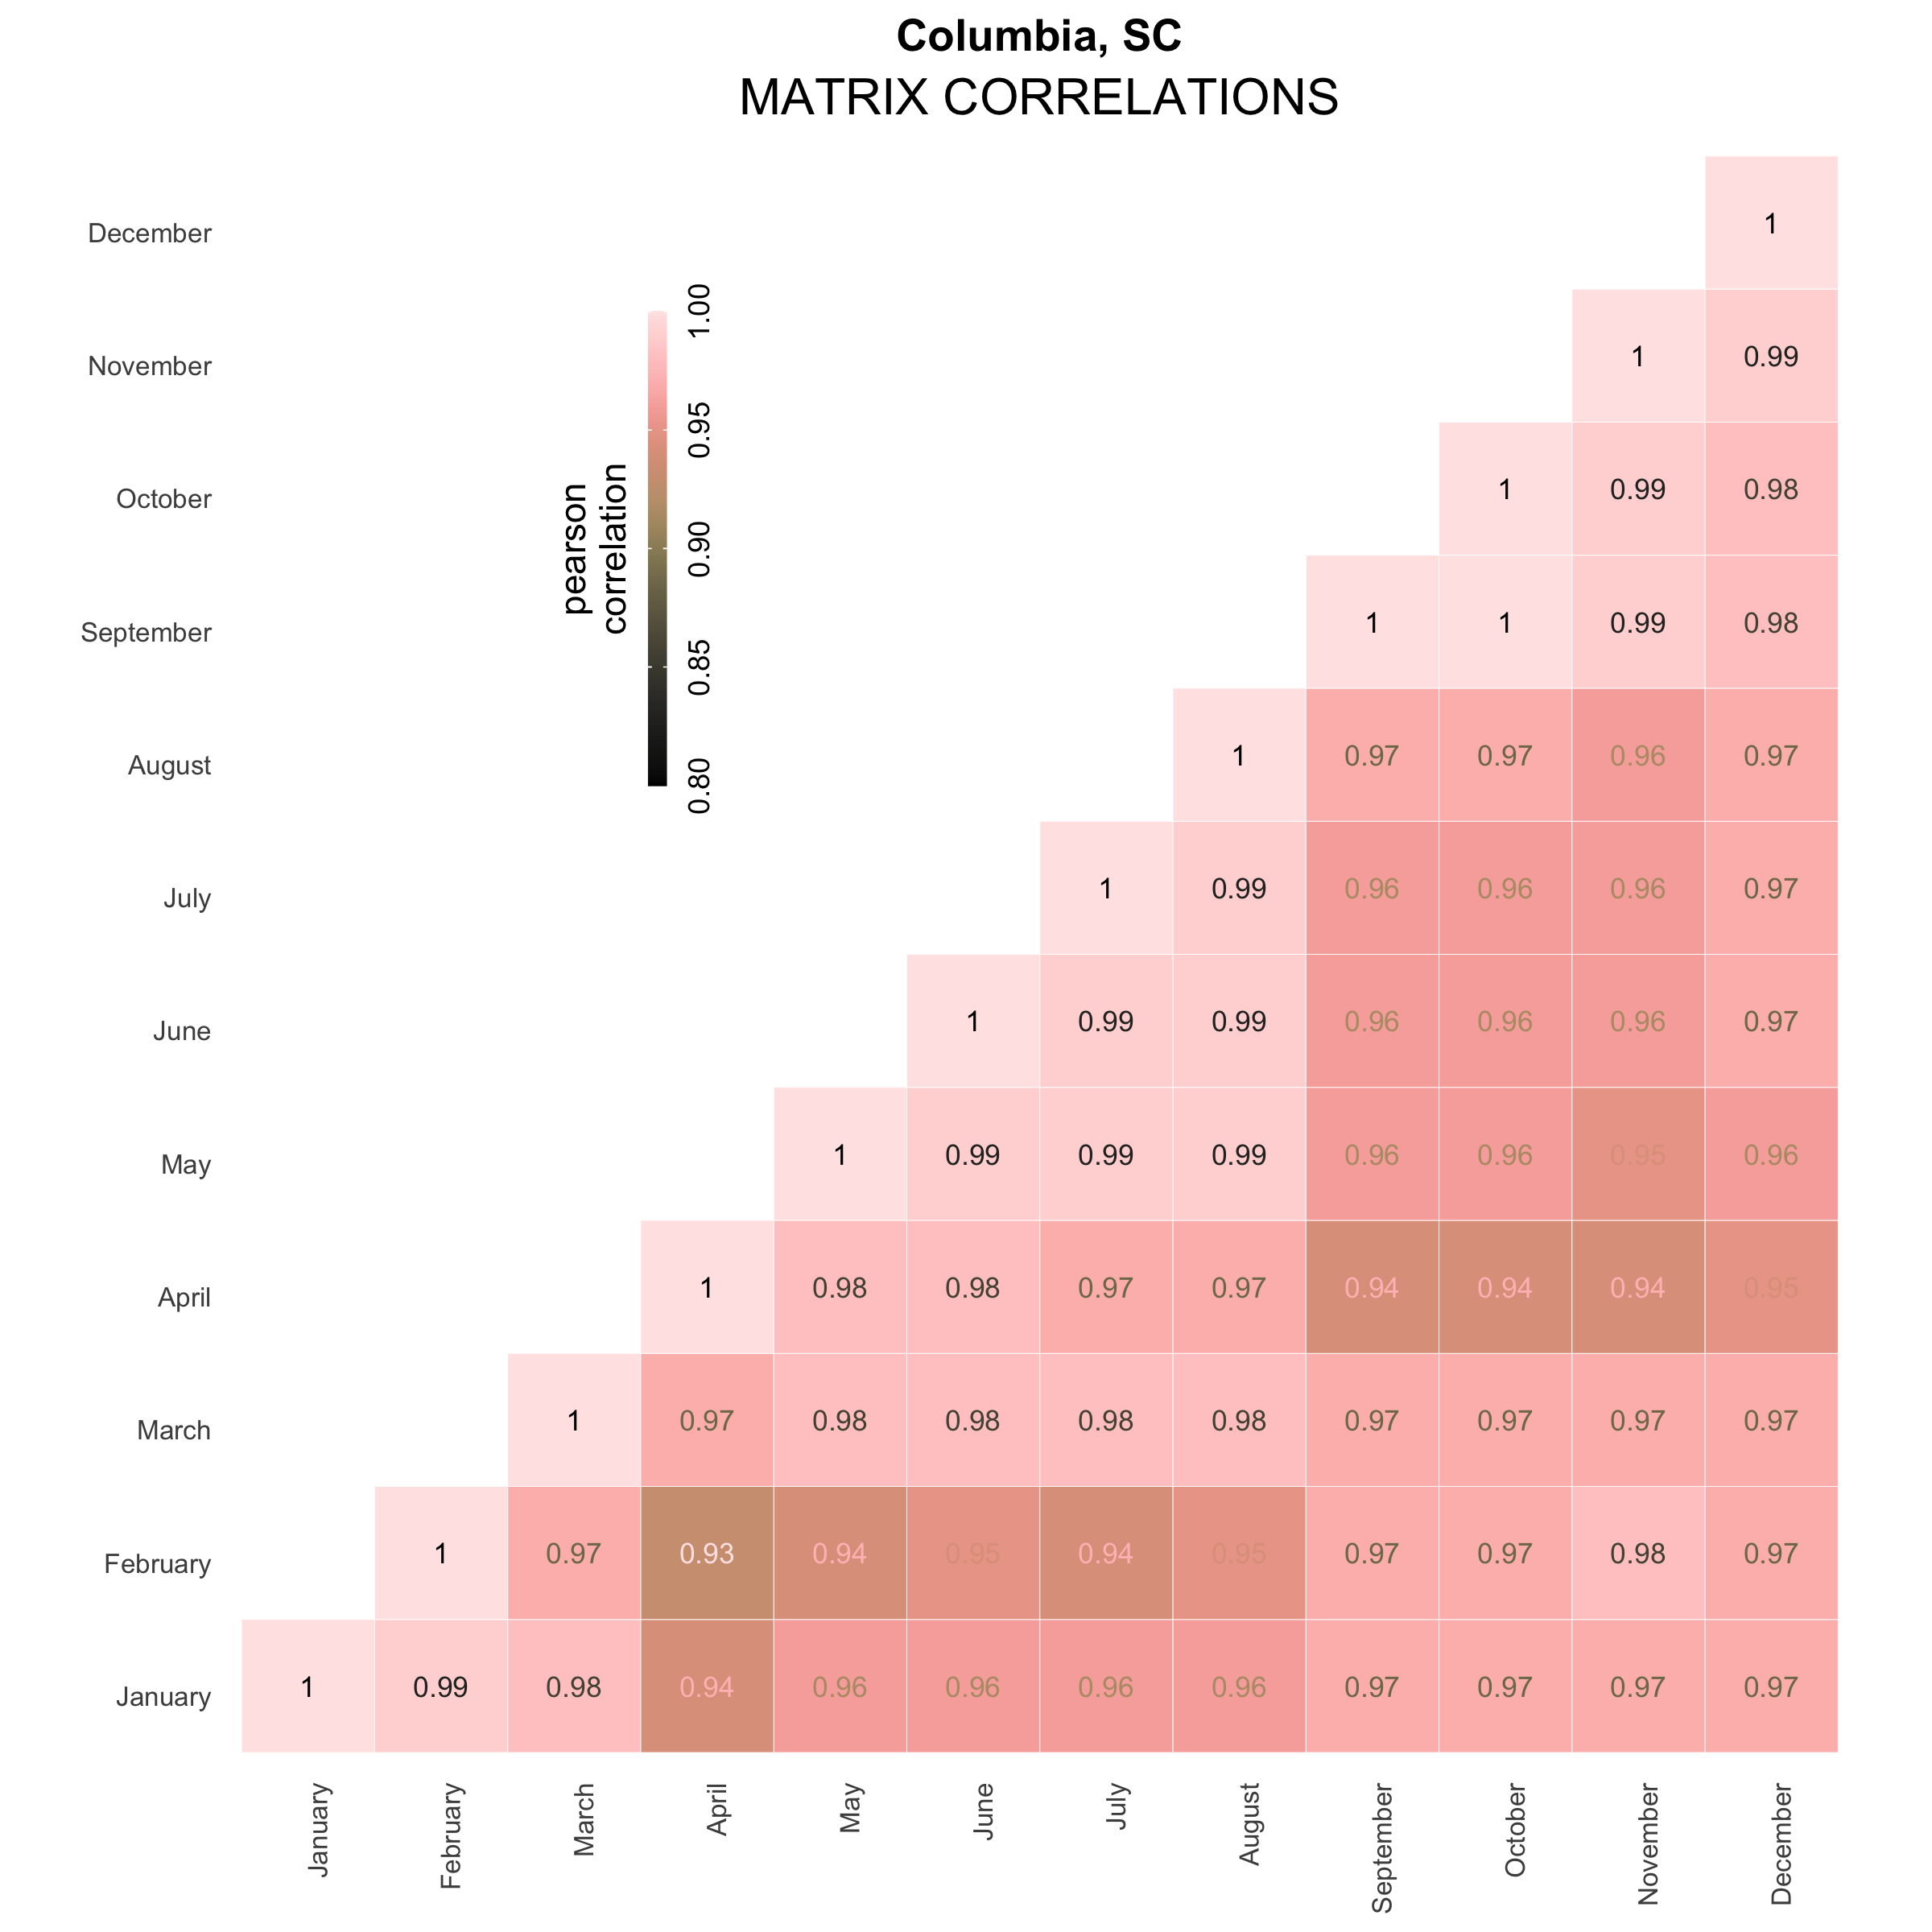 Columbia, SC
MATRIX CORRELATIONS
December 1
November 1 0.99
October 1 0.99 0.98
September 1 1 0.99 0.98
August 1 0.97 0.97 0.96 0.97
July 1 0.99 0.96 0.96 0.96 0.97
June 1 0.99 0.99 0.96 0.96 0.96 0.97
May 1 0.99 0.99 0.99 0.96 0.96 0.95 0.96
April 1 0.98 0.98 0.97 0.97 0.94 0.94 0.94 0.95
March 1 0.97 0.98 0.98 0.98 0.98 0.97 0.97 0.97 0.97
February 1 0.97 0.93 0.94 0.95 0.94 0.95 0.97 0.97 0.98 0.97
January 1 0.99 0.98 0.94 0.96 0.96 0.96 0.96 0.97 0.97 0.97 0.97
January February March April May June July August September October November December
pearson
correlation
0.80 0.85 0.90 0.95 1.00